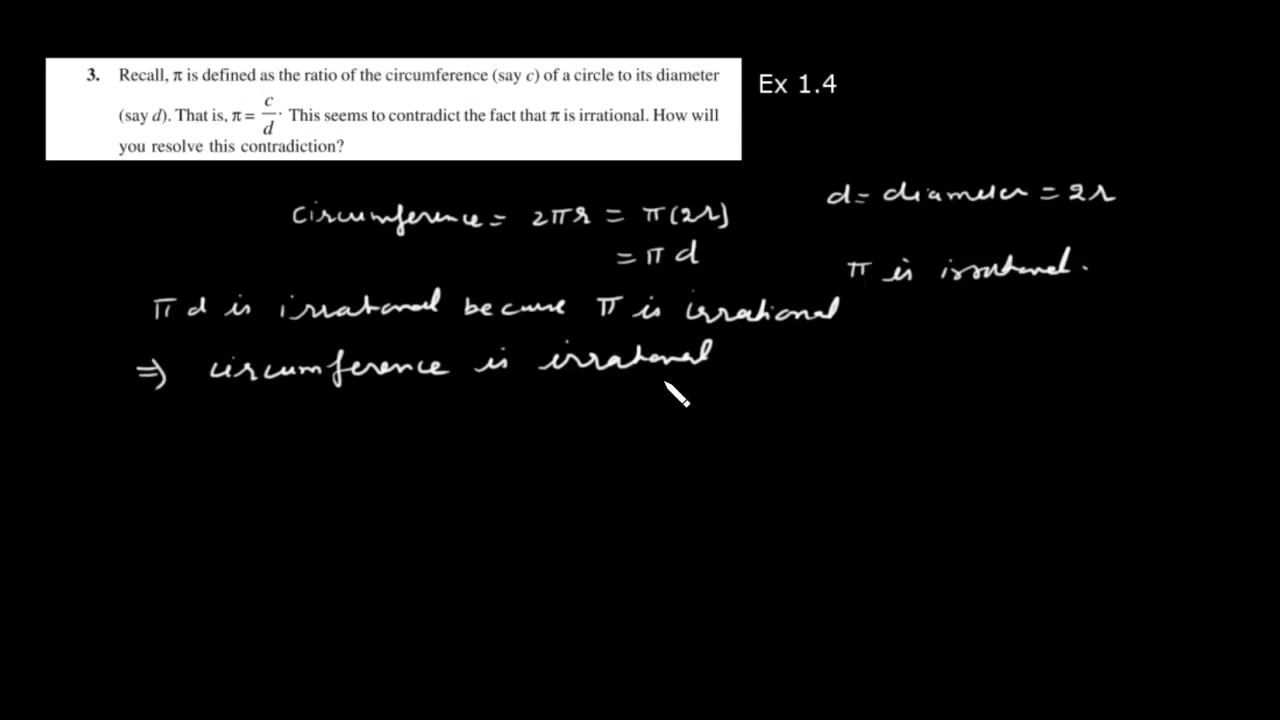 3. Recall, π is defined as the ratio of the circumference (say c) of a circle to its diameter
(say d). That is, π = c/d. This seems to contradict the fact that π is irrational. How will
you resolve this contradiction?
Ex 1.4
d = diameter = 2r
circumference = 2πr = π(2r)
= π d
π is irrational.
π d is irrational because π is irrational
⇒ circumference is irrational